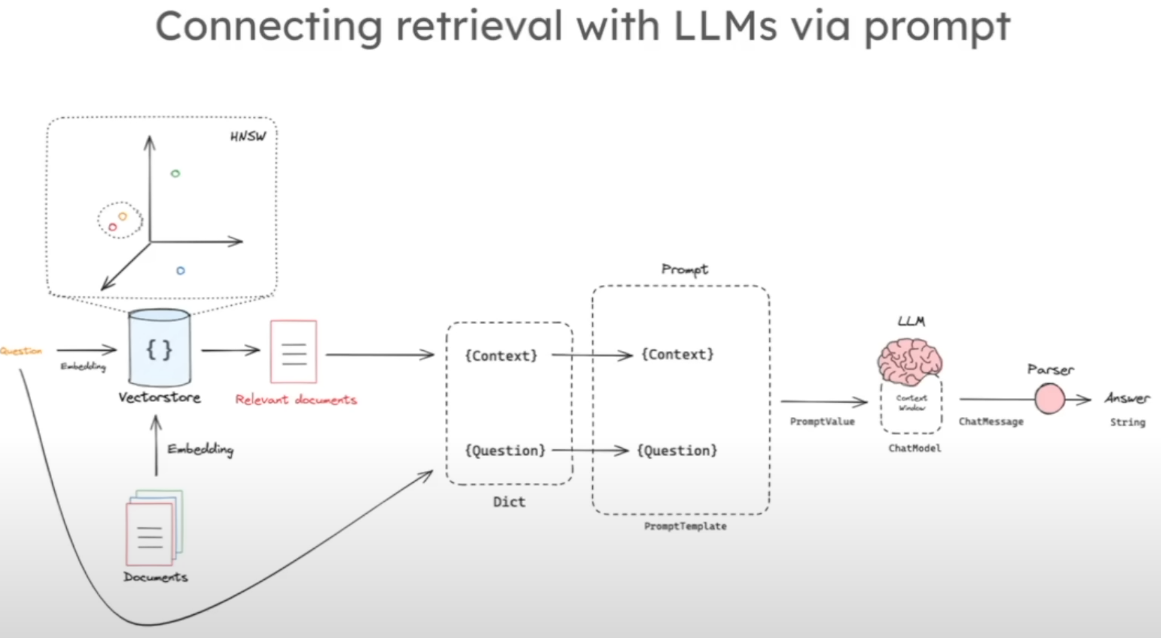 Connecting retrieval with LLMs via prompt
HNSW
Question
Embedding
{ }
Vectorstore
Relevant documents
Embedding
Documents
{Context}
{Question}
Dict
Prompt
{Context}
{Question}
PromptTemplate
PromptValue
LLM
Context
Window
ChatModel
ChatMessage
Parser
Answer
String